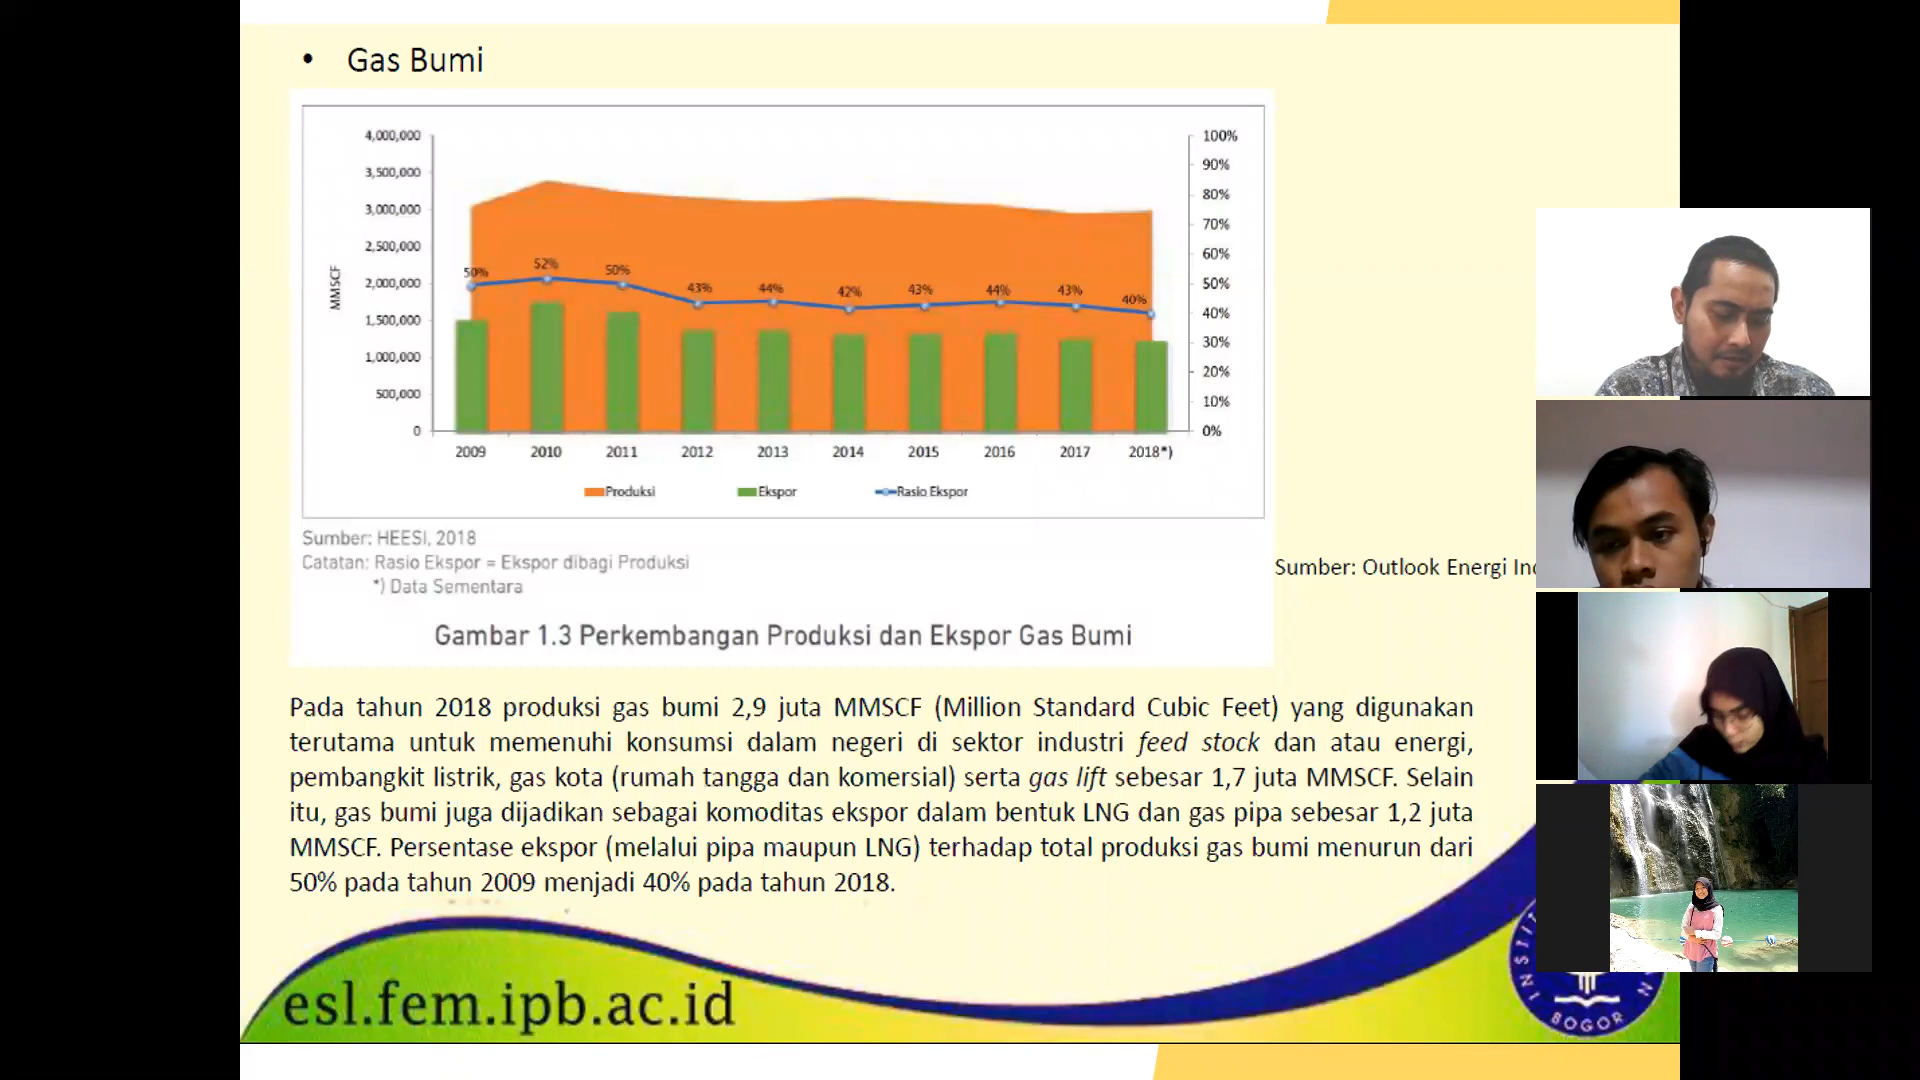 • Gas Bumi
4,000,000
3,500,000
3,000,000
2,500,000
2,000,000
1,500,000
1,000,000
500,000
0
MMSCF
100%
90%
80%
70%
60%
50%
40%
30%
20%
10%
0%
50% 52% 50% 43% 44% 42% 43% 44% 43% 40%
2009 2010 2011 2012 2013 2014 2015 2016 2017 2018*)
Produksi Ekspor Rasio Ekspor
Sumber: HEESI, 2018
Catatan: Rasio Ekspor = Ekspor dibagi Produksi
*) Data Sementara
Sumber: Outlook Energi
Gambar 1.3 Perkembangan Produksi dan Ekspor Gas Bumi
Pada tahun 2018 produksi gas bumi 2,9 juta MMSCF (Million Standard Cubic Feet) yang digunakan
terutama untuk memenuhi konsumsi dalam negeri di sektor industri feed stock dan atau energi,
pembangkit listrik, gas kota (rumah tangga dan komersial) serta gas lift sebesar 1,7 juta MMSCF. Selain
itu, gas bumi juga dijadikan sebagai komoditas ekspor dalam bentuk LNG dan gas pipa sebesar 1,2 juta
MMSCF. Persentase ekspor (melalui pipa maupun LNG) terhadap total produksi gas bumi menurun dari
50% pada tahun 2009 menjadi 40% pada tahun 2018.
esl.fem.ipb.ac.id
BOGOR